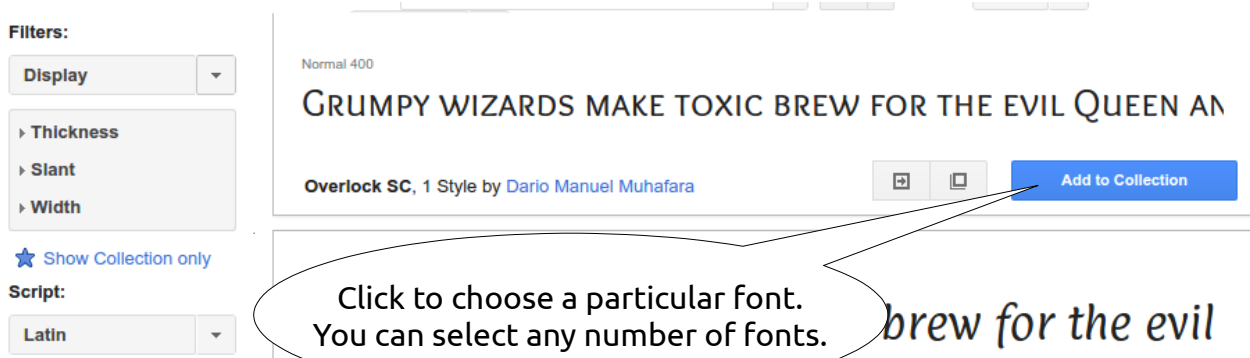 Filters:
Display
Thickness
Slant
Width
Show Collection only
Script:
Latin
Normal 400
Grumpy wizards make toxic brew for the evil Queen an
Overlock SC, 1 Style by Dario Manuel Muhafara
Add to Collection
Click to choose a particular font.
You can select any number of fonts.
brew for the evil